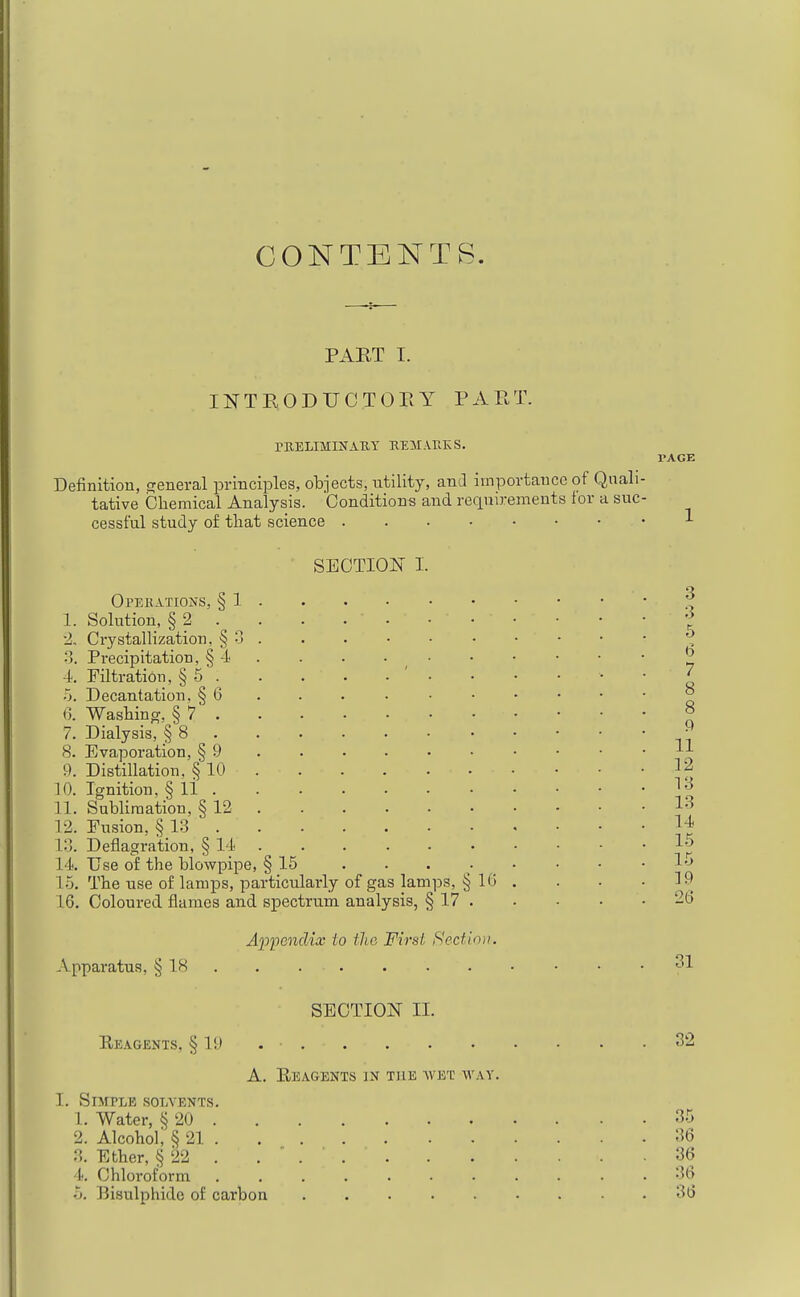 CONTENTS.
PART I.
INTRODUCTORY PART.
PRELIMINARY REMARKS.
PAGE
Definition, general principles, objects, utility, and importance of Quali-
tative Chemical Analysis. Conditions and requirements for a suc-
cessful study of that science . . . . . . . . 1
SECTION I.
OPERATIONS, § 1 . . . . . . . . . . 3
1. Solution, § 2 . . . . . . . . . . . 3
2. Crystallization, § 3 . . . . . . . . . . 5
3. Precipitation, § 4 . . . . . . . . . . 6
4. Filtration, § 5 . . . . . . . . . . . 7
5. Decantation, § 6 . . . . . . . . . . 8
6. Washing, § 7 . . . . . . . . . . . 8
7. Dialysis, § 8 . . . . . . . . . . . 9
8. Evaporation, § 9 . . . . . . . . . . 11
9. Distillation, § 10 . . . . . . . . . . 12
10. Ignition, § 11 . . . . . . . . . . . 13
11. Sublimation, § 12 . . . . . . . . . . 13
12. Fusion, § 13 . . . . . . . . . . . 14
13. Deflagration, § 14 . . . . . . . . . . 15
14. Use of the blowpipe, § 15 . . . . . . . . 15
15. The use of lamps, particularly of gas lamps, § 16 . . . . 19
16. Coloured flames and spectrum analysis, § 17 . . . . . 26
Appendix to the First Section.
Apparatus, § 18 . . . . . . . . . . . 31
SECTION II.
REAGENTS, § 19 . . . . . . . . . . 32
A. REAGENTS IN THE WET WAY.
I. SIMPLE SOLVENTS.
1. Water, § 20 . . . . . . . . . . . 35
2. Alcohol, § 21 . . . . . . . . . . . 36
3. Ether, § 22 . . . . . . . . . . . 36
4. Chloroform . . . . . . . . . . . 36
5. Bisulphide of carbon . . . . . . . . . 36